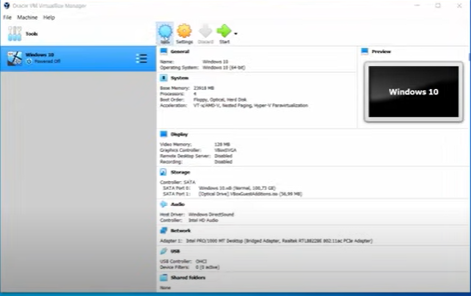 Oracle VM VirtualBox Manager
File Machine Help
Tools
New
Settings
Discard
Start
Windows 10
Powered Off
General
Name: Windows 10
Operating System: Windows 10 (64-bit)
System
Base Memory: 23918 MB
Processors: 4
Boot Order: Floppy, Optical, Hard Disk
Acceleration: VT-x/AMD-V, Nested Paging, Hyper-V Paravirtualization
Preview
Windows 10
Display
Video Memory: 128 MB
Graphics Controller: VBoxSVGA
Remote Desktop Server: Disabled
Recording: Disabled
Storage
Controller: SATA
SATA Port 0: Windows 10.vdi (Normal, 100,73 GB)
SATA Port 1: [Optical Drive] VBoxGuestAdditions.iso (56,98 MB)
Audio
Host Driver: Windows DirectSound
Controller: Intel HD Audio
Network
Adapter 1: Intel PRO/1000 MT Desktop (Bridged Adapter, Realtek RTL8822BE 802.11ac PCIe Adapter)
USB
USB Controller: OHCI
Device Filters: 0 (0 active)
Shared folders
None